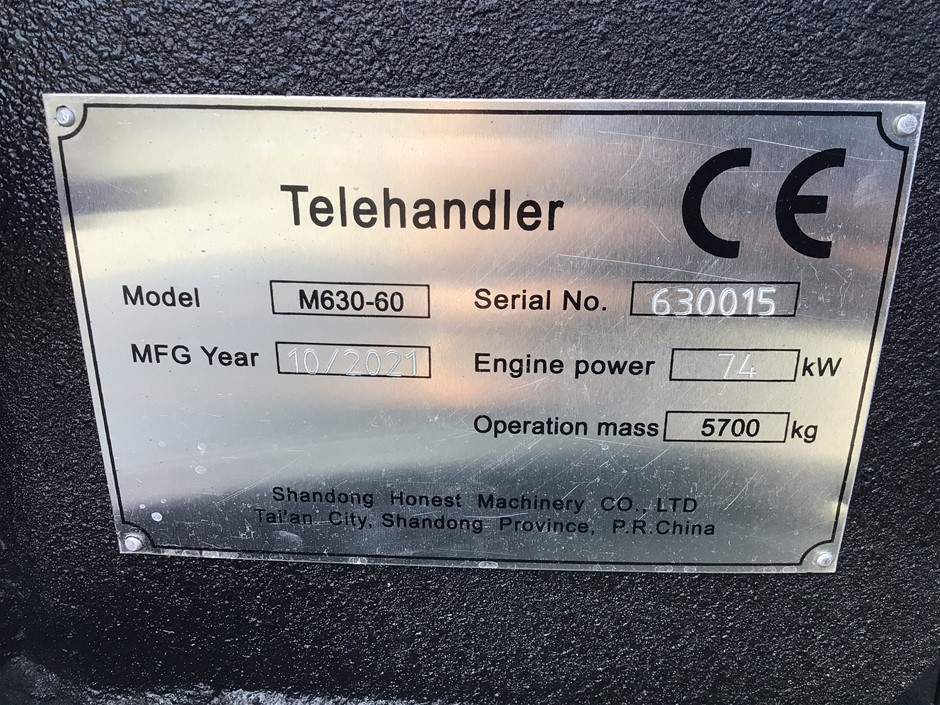 Telehandler CE
Model M630-60 Serial No. 630015
MFG Year 10/2021 Engine power 74 kW
Operation mass 5700 kg
Shandong Honest Machinery CO., LTD
Tai'an City, Shandong Province, P.R.China